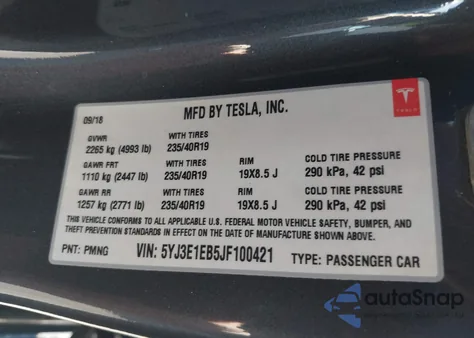 09/18 MFD BY TESLA, INC.
TESLA
GVWR WITH TIRES
2265 kg (4993 lb) 235/40R19
GAWR FRT WITH TIRES RIM COLD TIRE PRESSURE
1110 kg (2447 lb) 235/40R19 19X8.5 J 290 kPa, 42 psi
GAWR RR WITH TIRES RIM COLD TIRE PRESSURE
1257 kg (2771 lb) 235/40R19 19X8.5 J 290 kPa, 42 psi
THIS VEHICLE CONFORMS TO ALL APPLICABLE U.S. FEDERAL MOTOR VEHICLE SAFETY, BUMPER, AND
THEFT PREVENTION STANDARDS IN EFFECT ON THE DATE OF MANUFACTURE SHOWN ABOVE.
PNT: PMNG VIN: 5YJ3E1EB5JF100421 TYPE: PASSENGER CAR
autoSnap